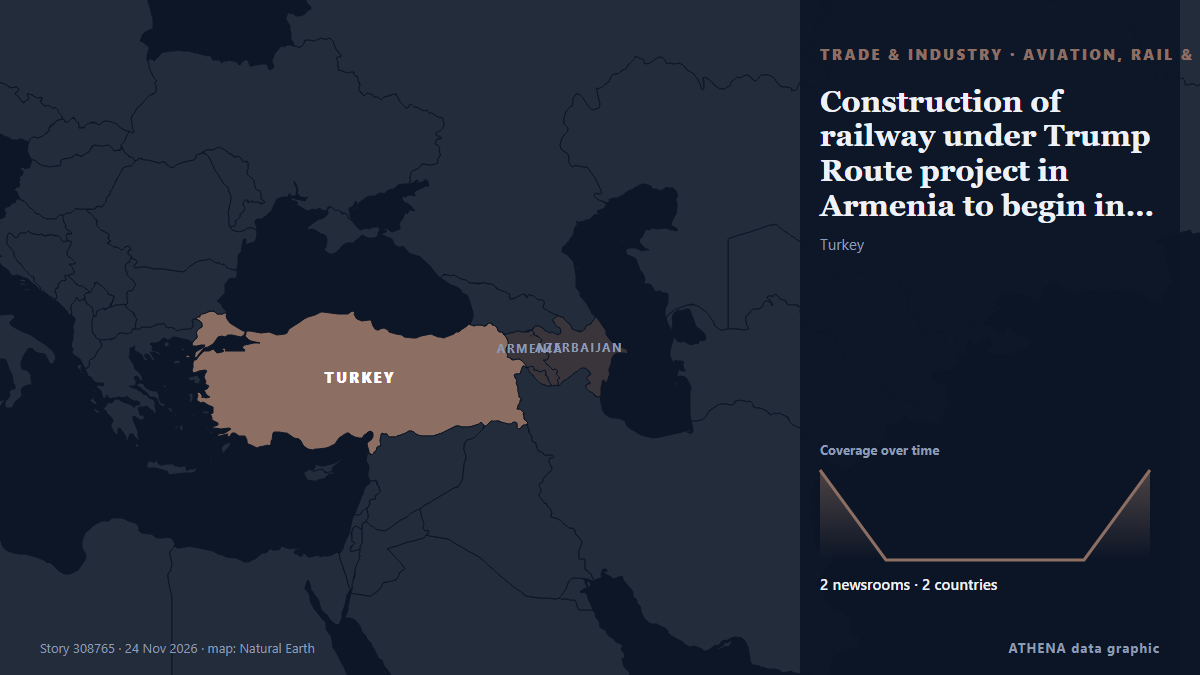 TRADE & INDUSTRY · AVIATION, RAIL &
Construction of
railway under Trump
Route project in
Armenia to begin in...
Turkey
ARMENIA
AZERBAIJAN
TURKEY
Coverage over time
2 newsrooms · 2 countries
Story 308765 · 24 Nov 2026 · map: Natural Earth
ATHENA data graphic